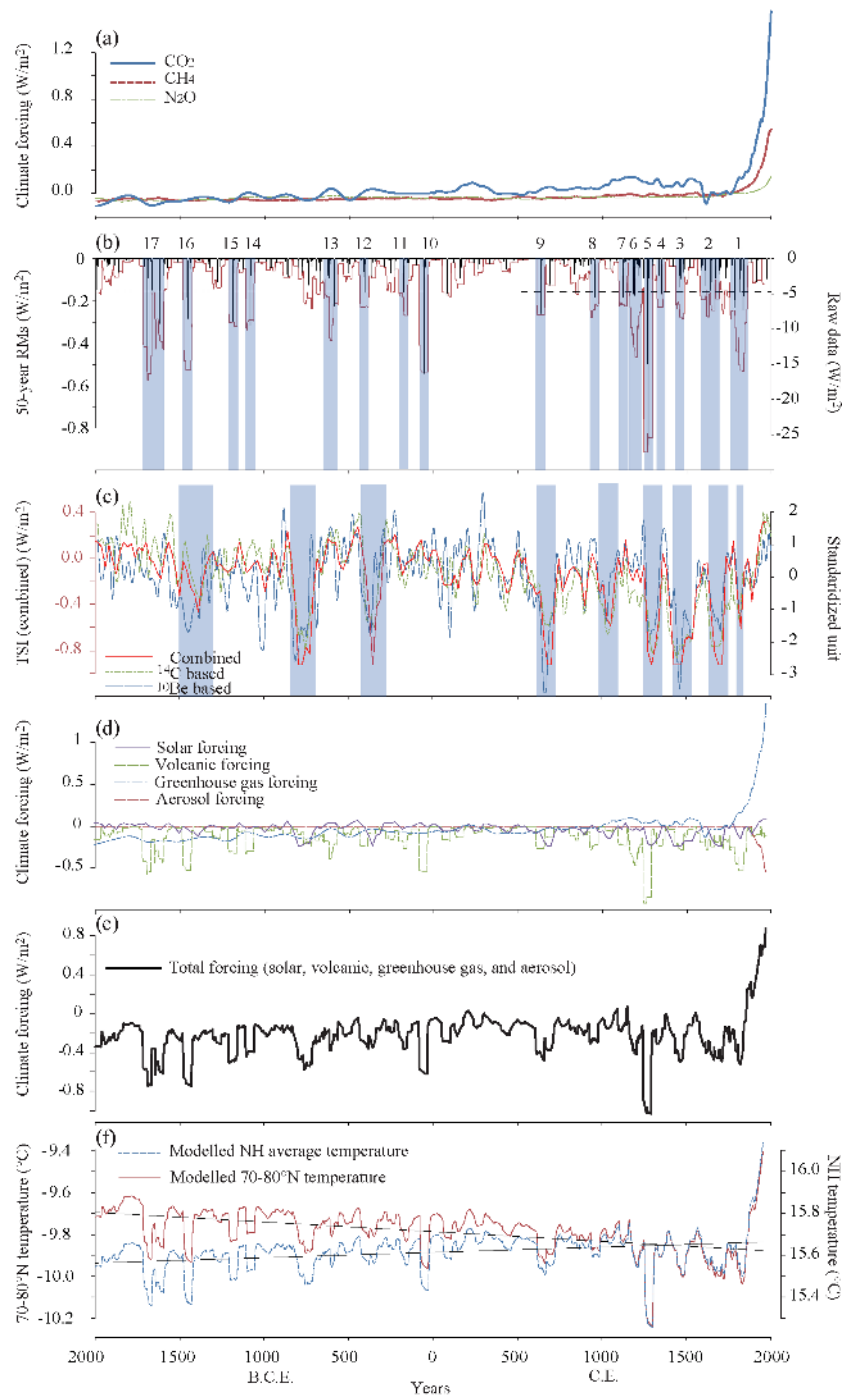 (a)
CO2
CH4
N2O
Climate forcing (W/m²)
1.2
0.8
0.4
0.0
(b)
17 16 15 14 13 12 11 10 9 8 7 6 5 4 3 2 1
50-year RMs (W/m²)
0
-0.2
-0.4
-0.6
-0.8
0
-5
-10
-15
-20
-25
Raw data (W/m²)
(c)
TSI (combined) (W/m²)
0.4
0.0
-0.4
-0.8
2
1
0
-1
-2
-3
Standardized unit
Combined
¹⁴C based
¹⁰Be based
(d)
Climate forcing (W/m²)
1
0.5
0
-0.5
Solar forcing
Volcanic forcing
Greenhouse gas forcing
Aerosol forcing
(e)
Climate forcing (W/m²)
0.8
0.4
0
-0.4
-0.8
Total forcing (solar, volcanic, greenhouse gas, and aerosol)
(f)
70-80°N temperature (°C)
-9.4
-9.6
-9.8
-10.0
-10.2
Modelled NH average temperature
Modelled 70-80°N temperature
16.0
15.8
15.6
15.4
NH temperature (°C)
2000 1500 1000 500 0 500 1000 1500 2000
B.C.E. C.E.
Years